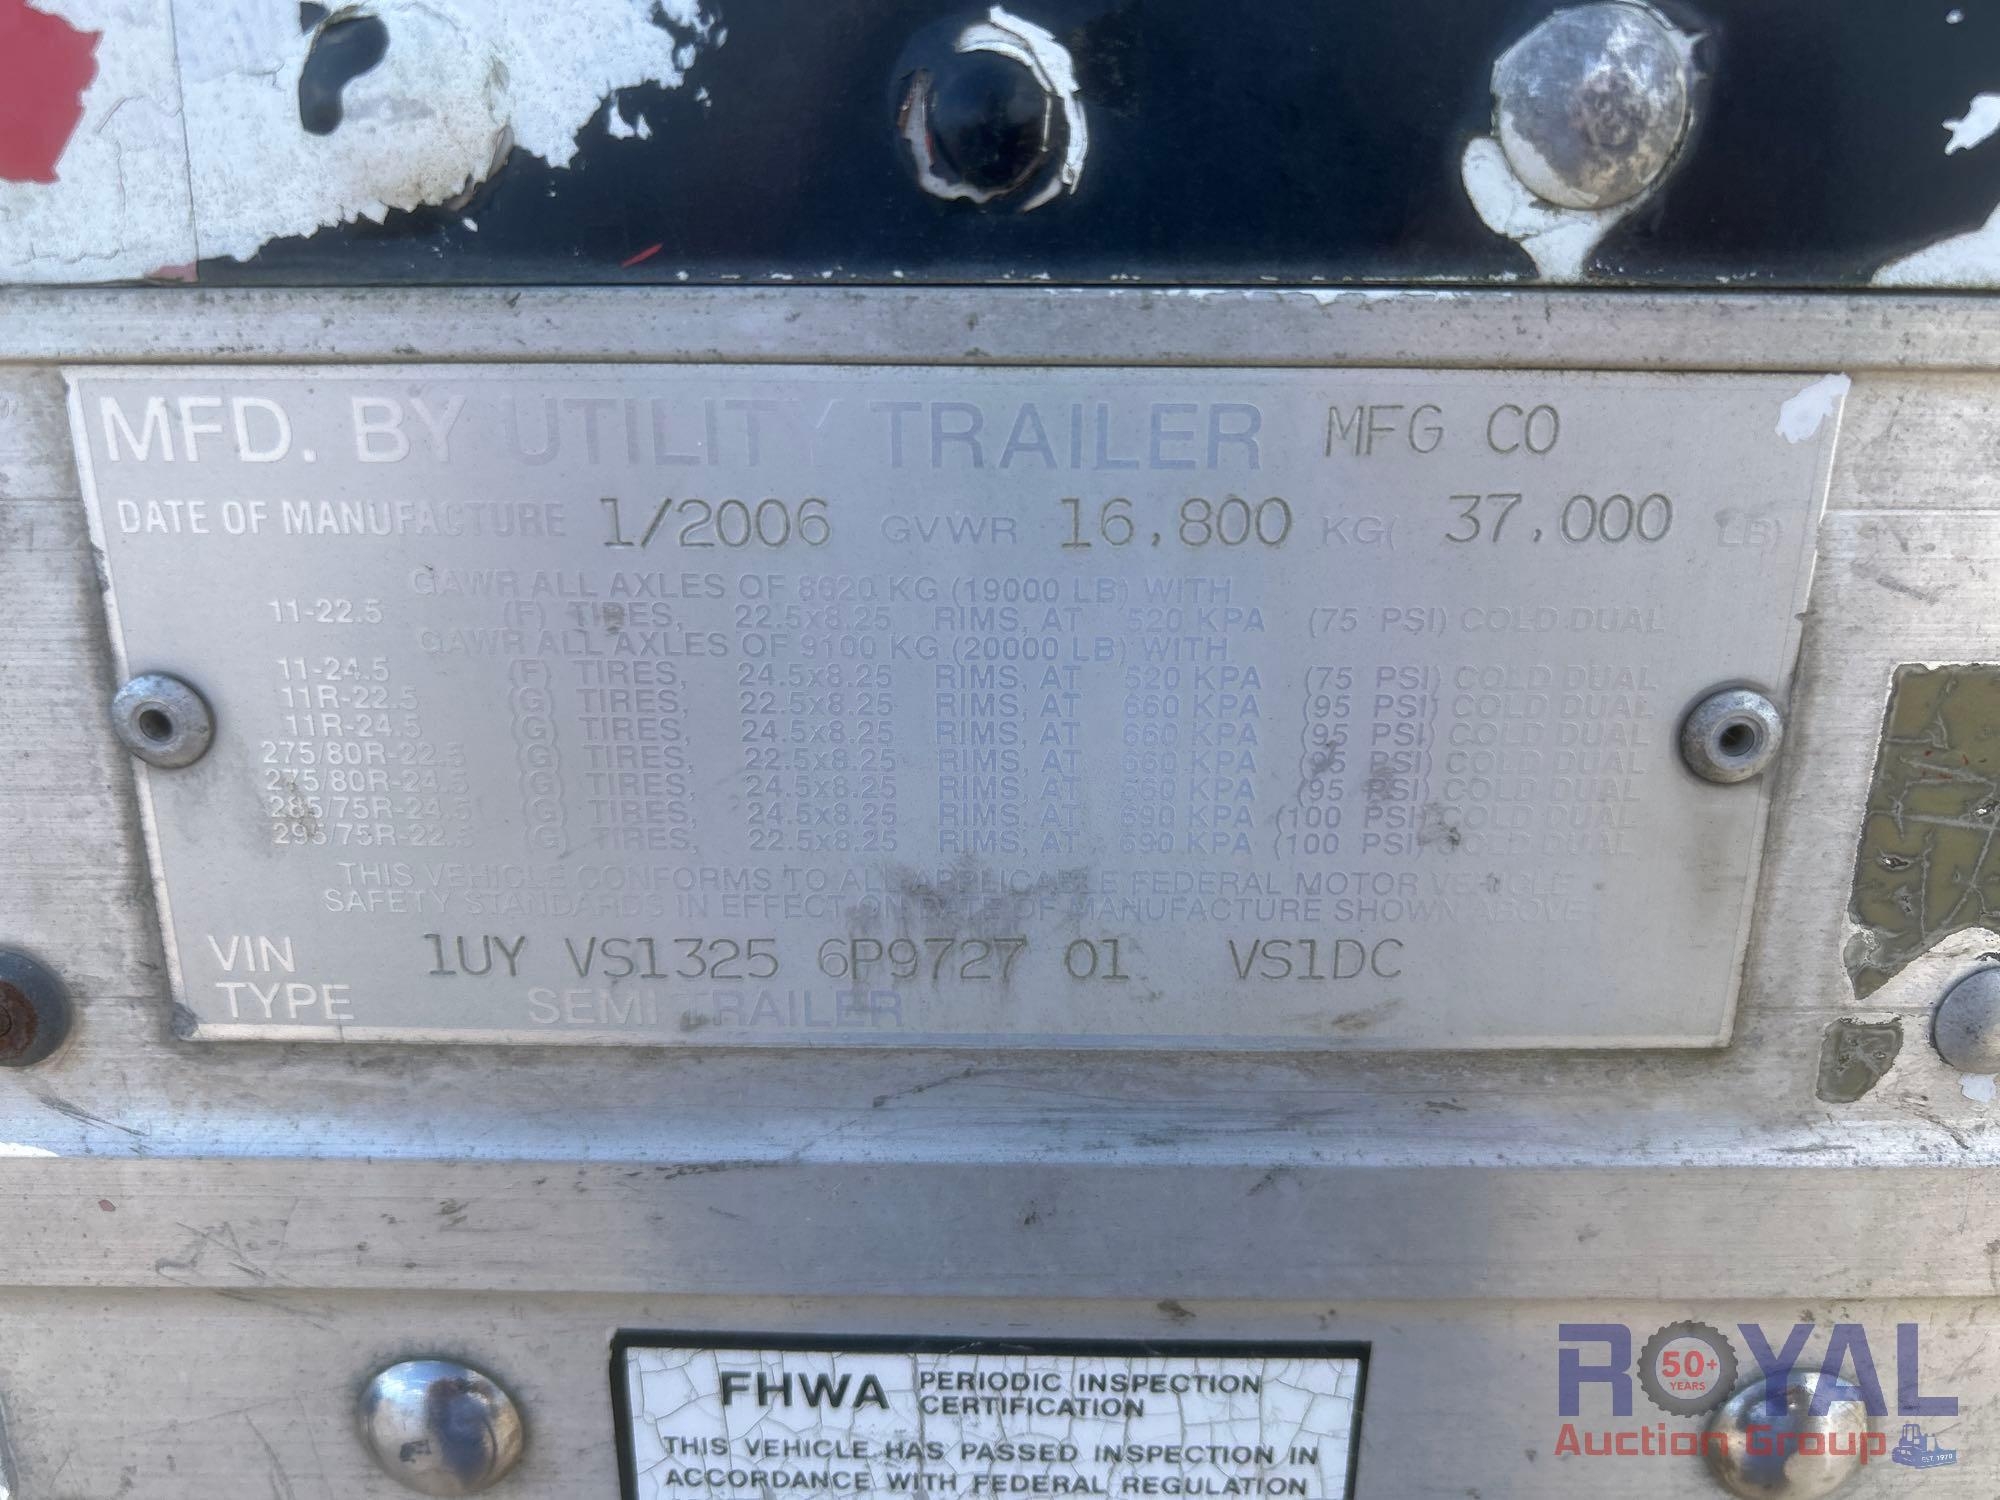 MFD. BY UTILITY TRAILER MFG CO
DATE OF MANUFACTURE 1/2006 GVWR 16,800 KG( 37,000 LB)
GAWR ALL AXLES OF 8620 KG (19000 LB) WITH
11-22.5 (F) TIRES, 22.5x8.25 RIMS, AT 520 KPA (75 PSI) COLD DUAL
GAWR ALL AXLES OF 9100 KG (20000 LB) WITH
11-24.5 (F) TIRES, 24.5x8.25 RIMS, AT 520 KPA (75 PSI) COLD DUAL
11R-22.5 (G) TIRES, 22.5x8.25 RIMS, AT 660 KPA (95 PSI) COLD DUAL
11R-24.5 (G) TIRES, 24.5x8.25 RIMS, AT 660 KPA (95 PSI) COLD DUAL
275/80R-22.5 (G) TIRES, 22.5x8.25 RIMS, AT 660 KPA (95 PSI) COLD DUAL
275/80R-24.5 (G) TIRES, 24.5x8.25 RIMS, AT 660 KPA (95 PSI) COLD DUAL
285/75R-24.5 (G) TIRES, 24.5x8.25 RIMS, AT 690 KPA (100 PSI) COLD DUAL
295/75R-22.5 (G) TIRES, 22.5x8.25 RIMS, AT 690 KPA (100 PSI) COLD DUAL
THIS VEHICLE CONFORMS TO ALL APPLICABLE FEDERAL MOTOR VEHICLE
SAFETY STANDARDS IN EFFECT ON DATE OF MANUFACTURE SHOWN ABOVE
VIN 1UY VS1325 6P9727 01 VS1DC
TYPE SEMI TRAILER
FHWA PERIODIC INSPECTION
CERTIFICATION
THIS VEHICLE HAS PASSED INSPECTION IN
ACCORDANCE WITH FEDERAL REGULATION
ROYAL
50+
YEARS
Auction Group
EST. 1970